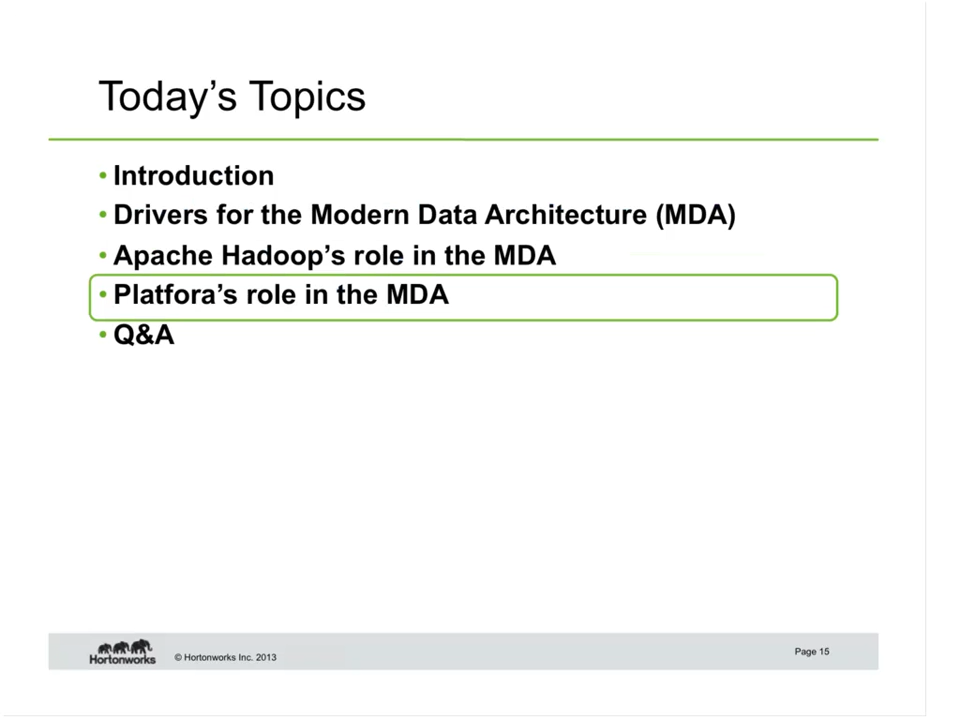 Today’s Topics
• Introduction
• Drivers for the Modern Data Architecture (MDA)
• Apache Hadoop’s role in the MDA
• Platfora’s role in the MDA
• Q&A
Hortonworks
© Hortonworks Inc. 2013
Page 15